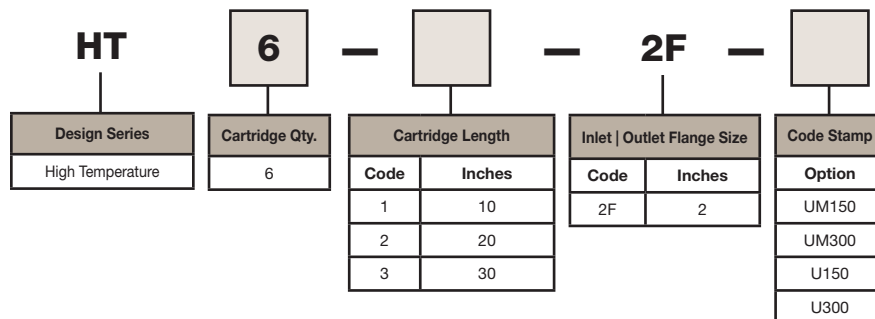 HT 6 — — 2F —
Design Series
High Temperature
Cartridge Qty.
6
Cartridge Length
Code Inches
1 10
2 20
3 30
Inlet | Outlet Flange Size
Code Inches
2F 2
Code Stamp
Option
UM150
UM300
U150
U300